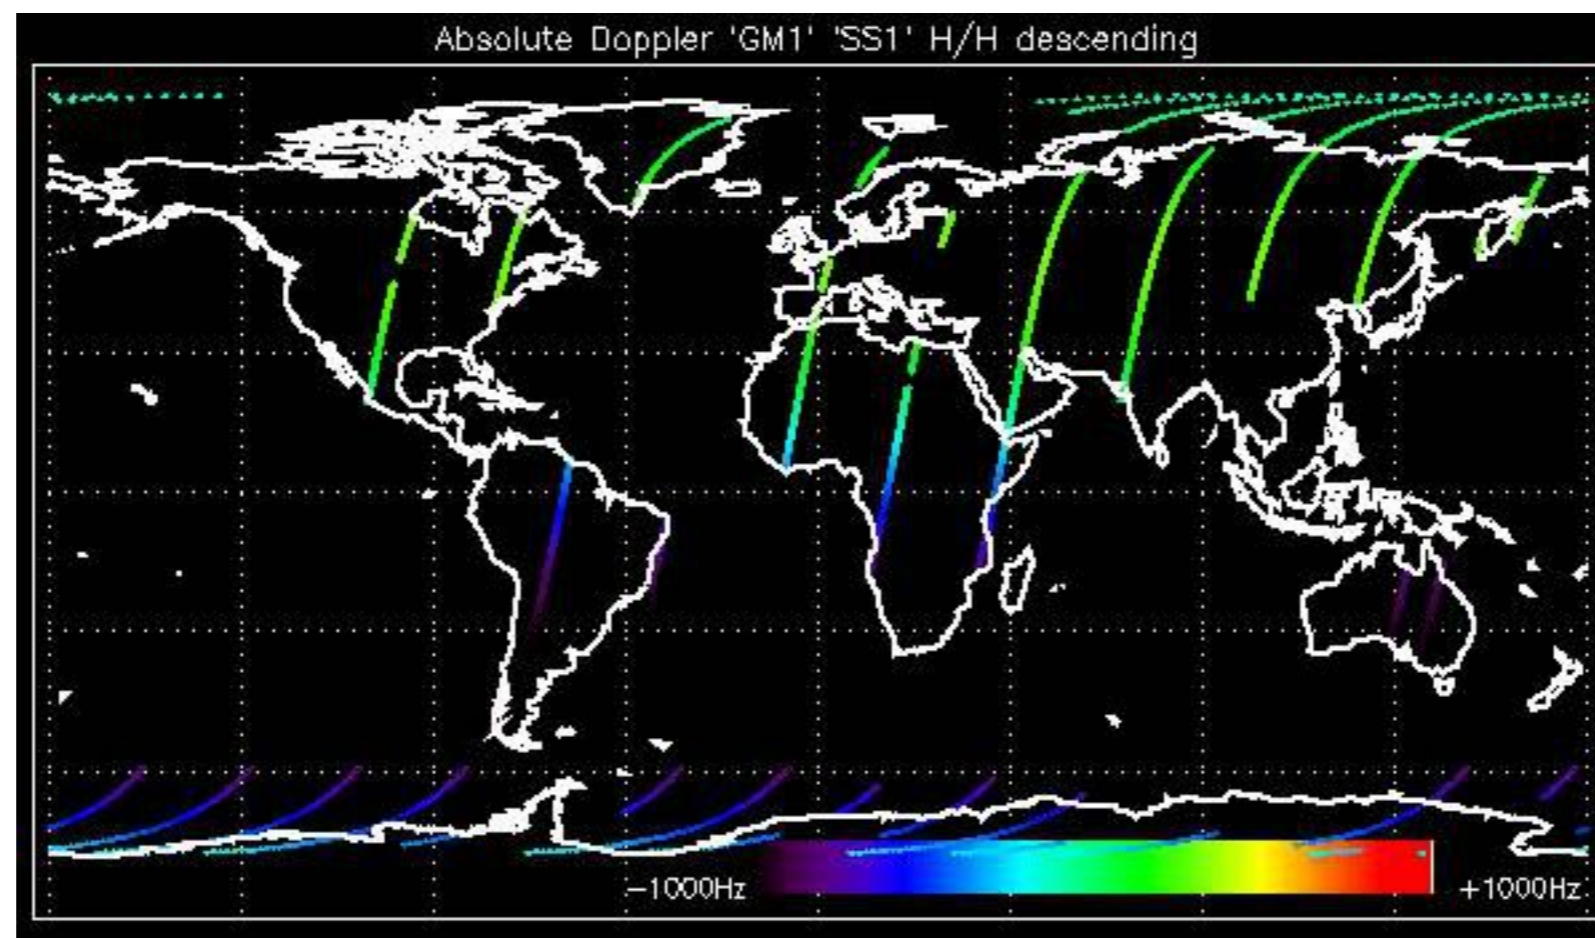 Absolute Doppler 'GM1' 'SS1' H/H descending
−1000Hz
+1000Hz